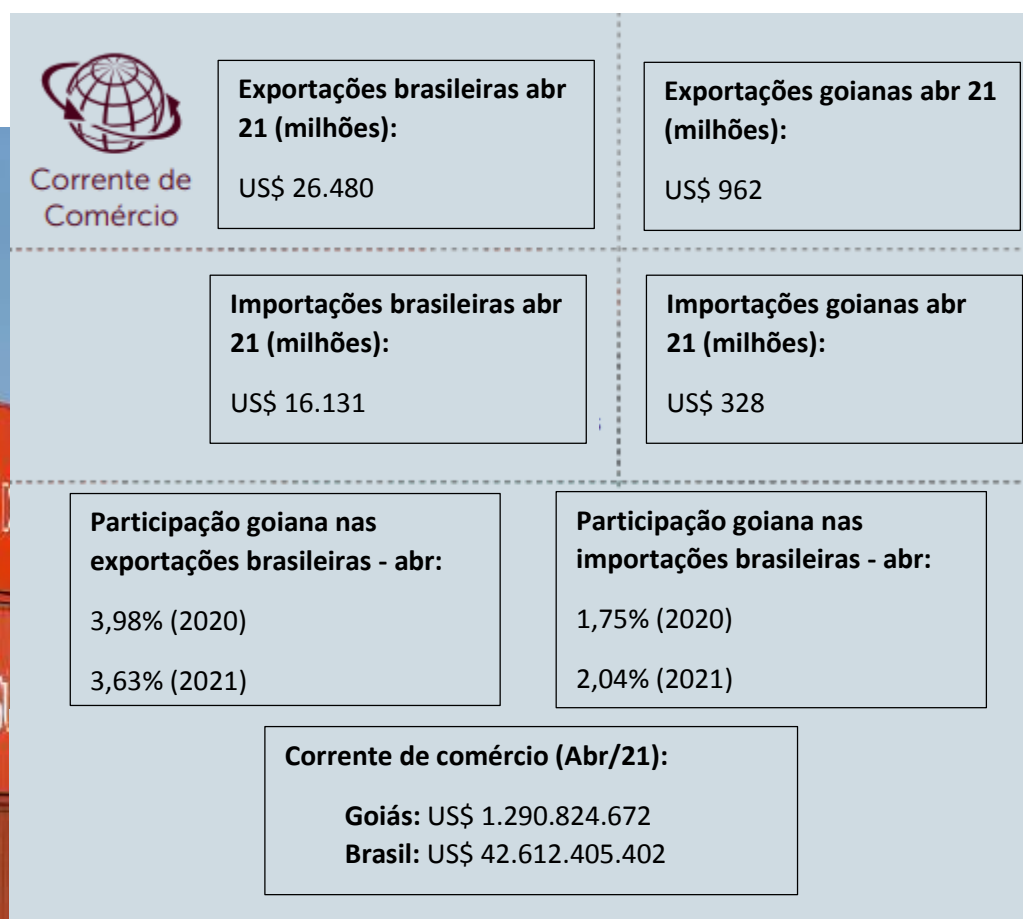 Corrente de
Comércio
Exportações brasileiras abr
21 (milhões):
US$ 26.480
Exportações goianas abr 21
(milhões):
US$ 962
Importações brasileiras abr
21 (milhões):
US$ 16.131
Importações goianas abr
21 (milhões):
US$ 328
Participação goiana nas
exportações brasileiras - abr:
3,98% (2020)
3,63% (2021)
Participação goiana nas
importações brasileiras - abr:
1,75% (2020)
2,04% (2021)
Corrente de comércio (Abr/21):
Goiás: US$ 1.290.824.672
Brasil: US$ 42.612.405.402